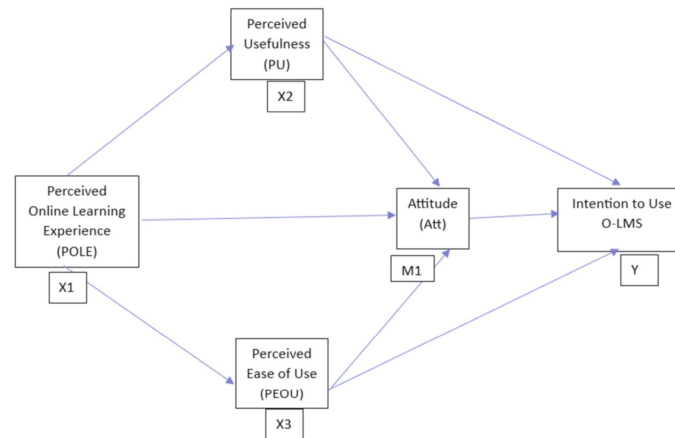 Perceived
Usefulness
(PU)
X2
Perceived
Online Learning
Experience
(POLE)
X1
Attitude
(Att)
M1
Intention to Use
O-LMS
Y
Perceived
Ease of Use
(PEOU)
X3